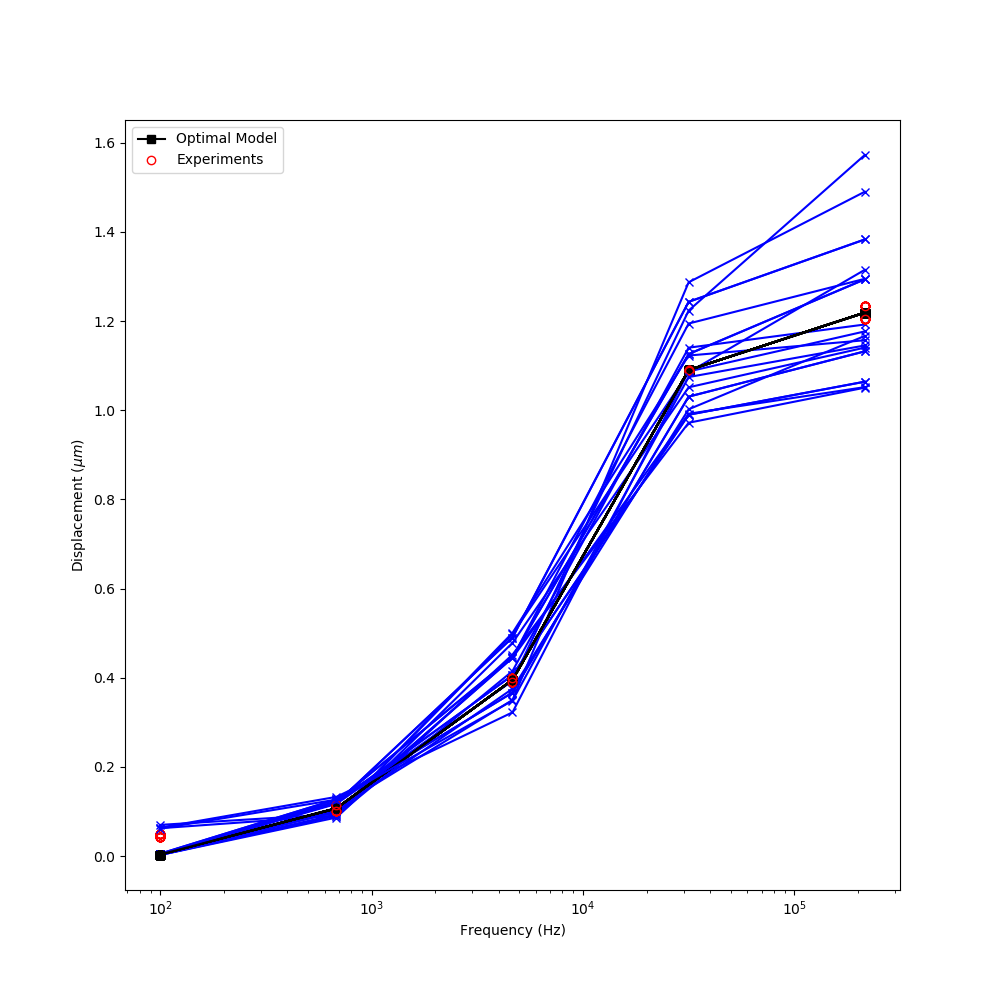 Optimal Model
Experiments
1.6
1.4
1.2
1.0
0.8
0.6
0.4
0.2
0.0
Displacement (μm)
10² 10³ 10⁴ 10⁵
Frequency (Hz)